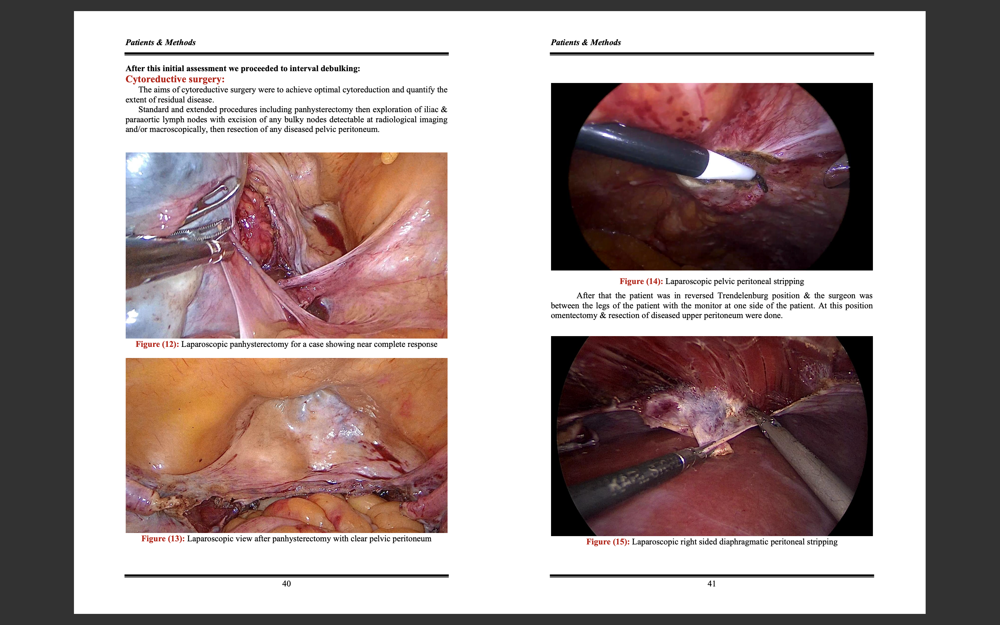 Patients & Methods
After this initial assessment we proceeded to interval debulking:
Cytoreductive surgery:
The aims of cytoreductive surgery were to achieve optimal cytoreduction and quantify the
extent of residual disease.
Standard and extended procedures including panhysterectomy then exploration of iliac &
paraaortic lymph nodes with excision of any bulky nodes detectable at radiological imaging
and/or macroscopically, then resection of any diseased pelvic peritoneum.
Figure (12): Laparoscopic panhysterectomy for a case showing near complete response
Figure (13): Laparoscopic view after panhysterectomy with clear pelvic peritoneum
40
Patients & Methods
Figure (14): Laparoscopic pelvic peritoneal stripping
After that the patient was in reversed Trendelenburg position & the surgeon was
between the legs of the patient with the monitor at one side of the patient. At this position
omentectomy & resection of diseased upper peritoneum were done.
KARL
Figure (15): Laparoscopic right sided diaphragmatic peritoneal stripping
41